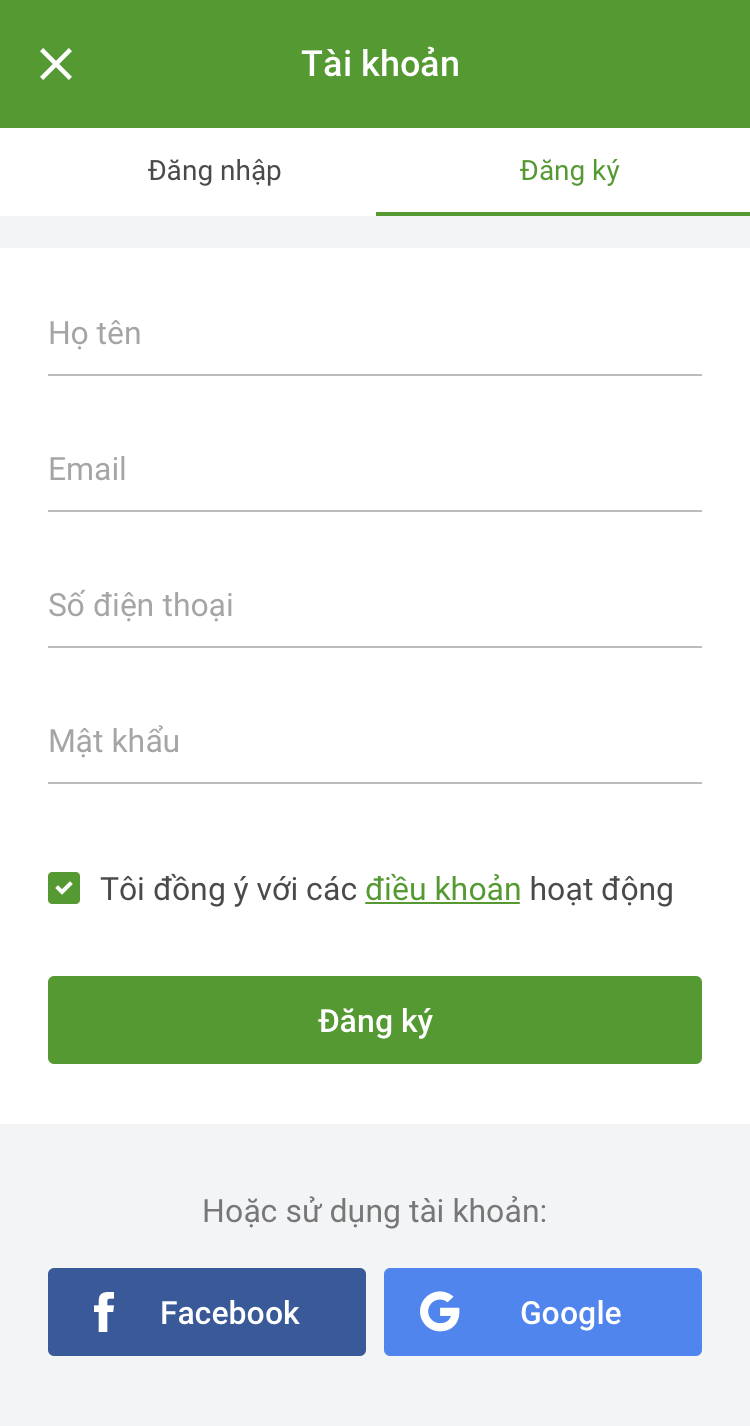 Tài khoản
Đăng nhập
Đăng ký
Họ tên
Email
Số điện thoại
Mật khẩu
Tôi đồng ý với các điều khoản hoạt động
Đăng ký
Hoặc sử dụng tài khoản:
Facebook
Google